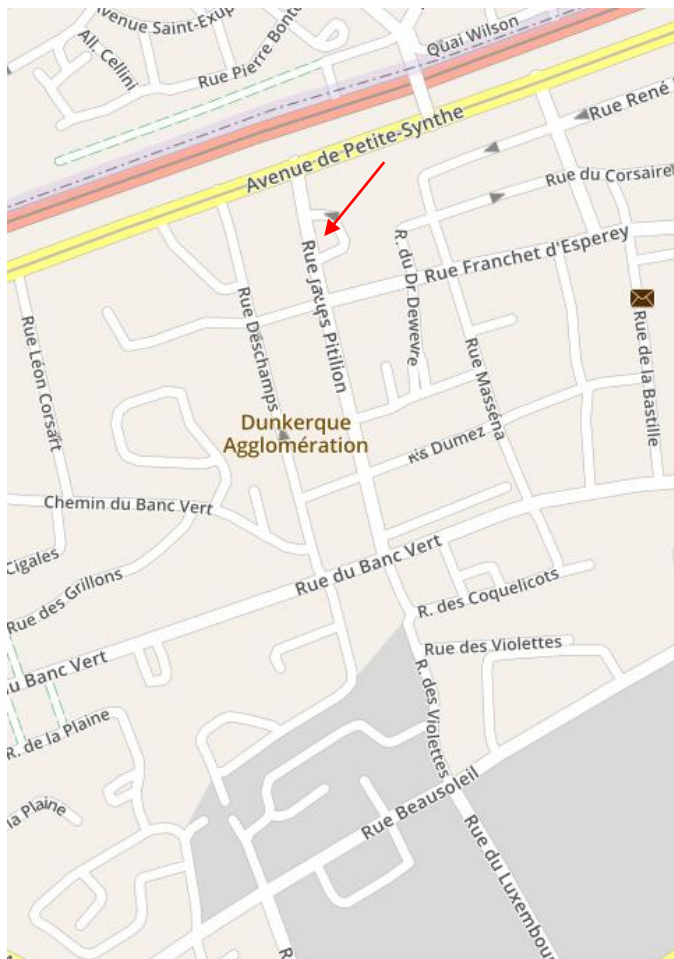 Avenue Saint-Exup
All. Cellini
Rue Pierre Bonte
Quai Wilson
Avenue de Petite-Synthe
Rue René
Rue du Corsaire
R. du Dr Dewevre
Rue Franchet d'Esperey
Rue Jaques Pitilion
Rue Deschamps
Rue Léon Corsart
Rue Masséna
Rue de la Bastille
Dunkerque
Agglomération
Rs Dumez
Chemin du Banc Vert
Cigales
Rue des Grillons
Rue du Banc Vert
R. des Coquelicots
Rue des Violettes
u Banc Vert
R. des Violettes
R. de la Plaine
la Plaine
Rue Beausoleil
Rue du Luxembou
R